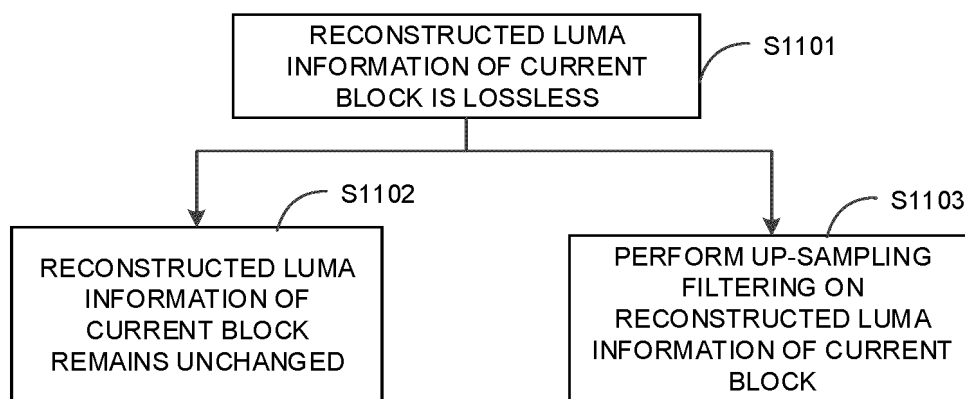 RECONSTRUCTED LUMA
INFORMATION OF CURRENT
BLOCK IS LOSSLESS
S1101
S1102
RECONSTRUCTED LUMA
INFORMATION OF
CURRENT BLOCK
REMAINS UNCHANGED
S1103
PERFORM UP-SAMPLING
FILTERING ON
RECONSTRUCTED LUMA
INFORMATION OF CURRENT
BLOCK